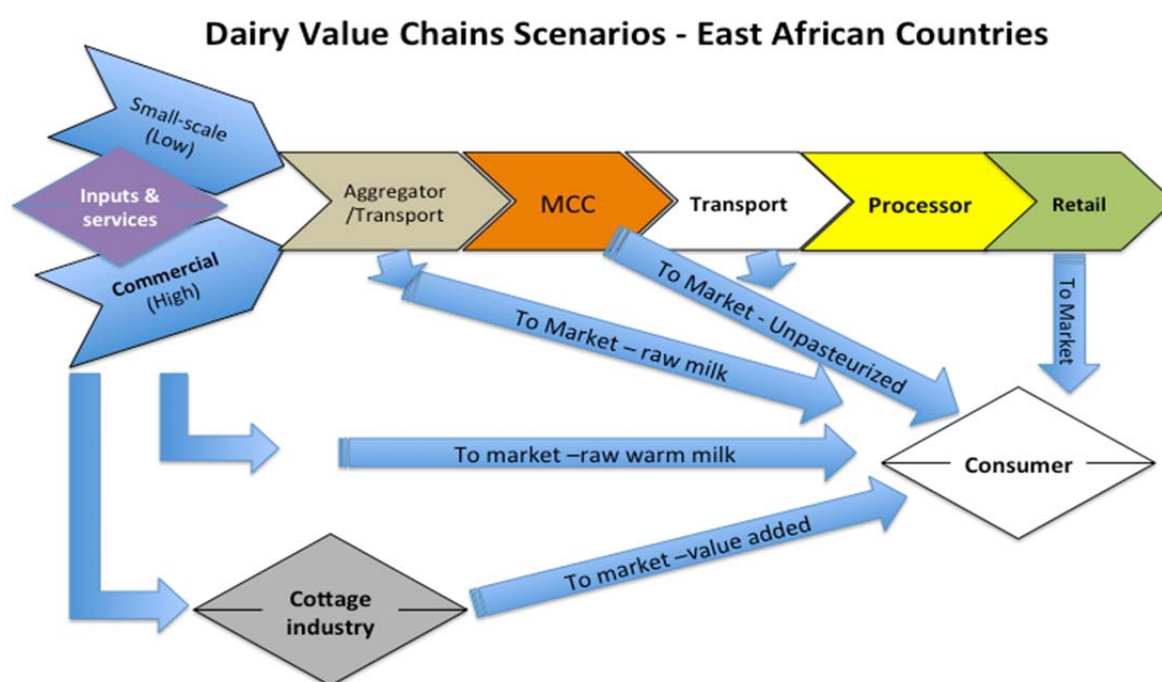 Dairy Value Chains Scenarios - East African Countries
Small-scale
(Low)
Inputs &
services
Commercial
(High)
Aggregator
/Transport
MCC
Transport
Processor
Retail
To Market – raw milk
To Market - Unpasteurized
To Market
To market –raw warm milk
Consumer
To market –value added
Cottage
industry